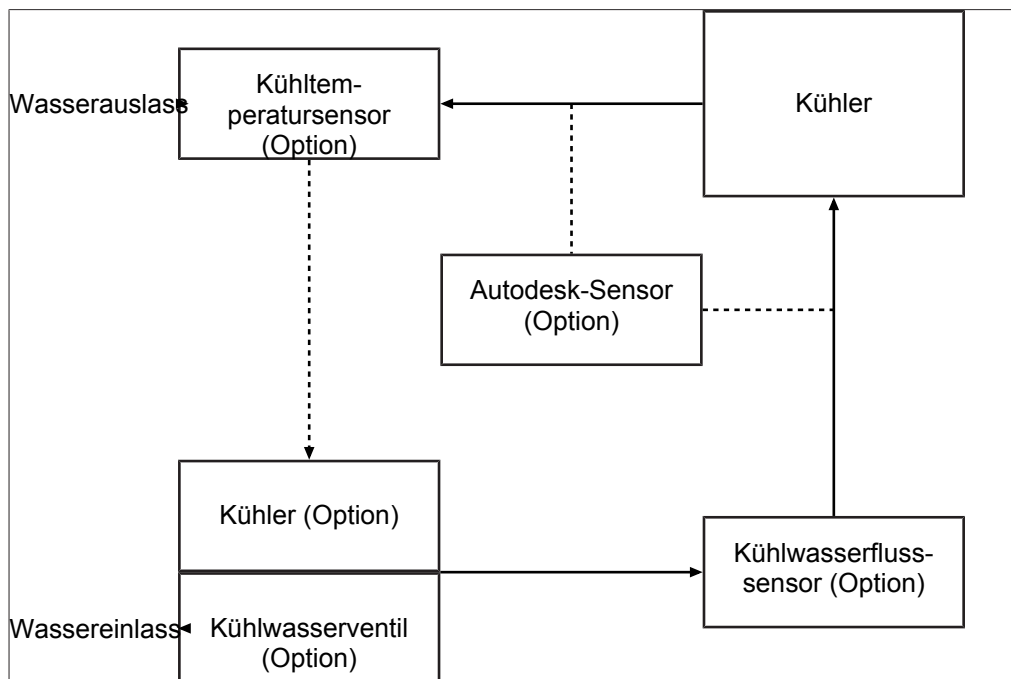 Wasserauslass
Kühltem-
peratursensor
(Option)
Kühler
Autodesk-Sensor
(Option)
Kühler (Option)
Kühlwasserfluss-
sensor (Option)
Wassereinlass
Kühlwasserventil
(Option)